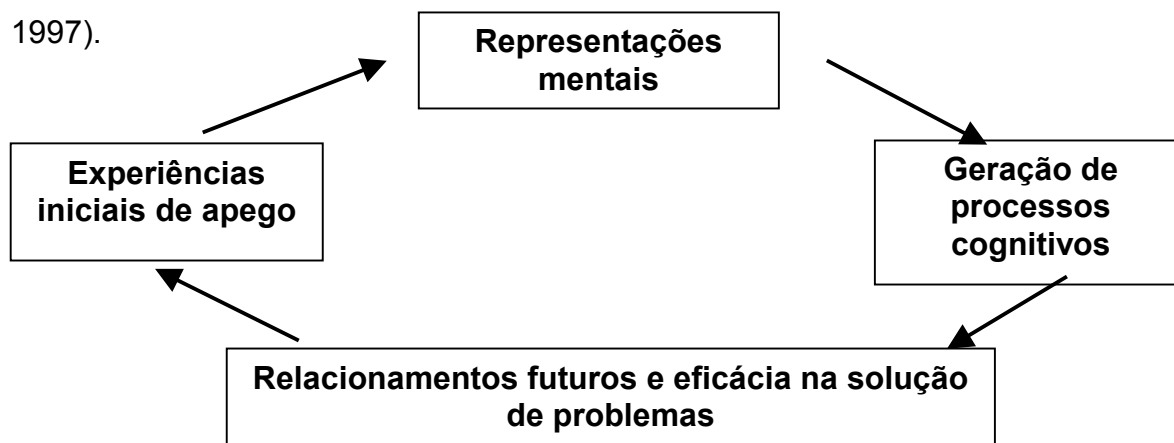 1997).
Representações
mentais
Experiências
iniciais de apego
Geração de
processos
cognitivos
Relacionamentos futuros e eficácia na solução
de problemas